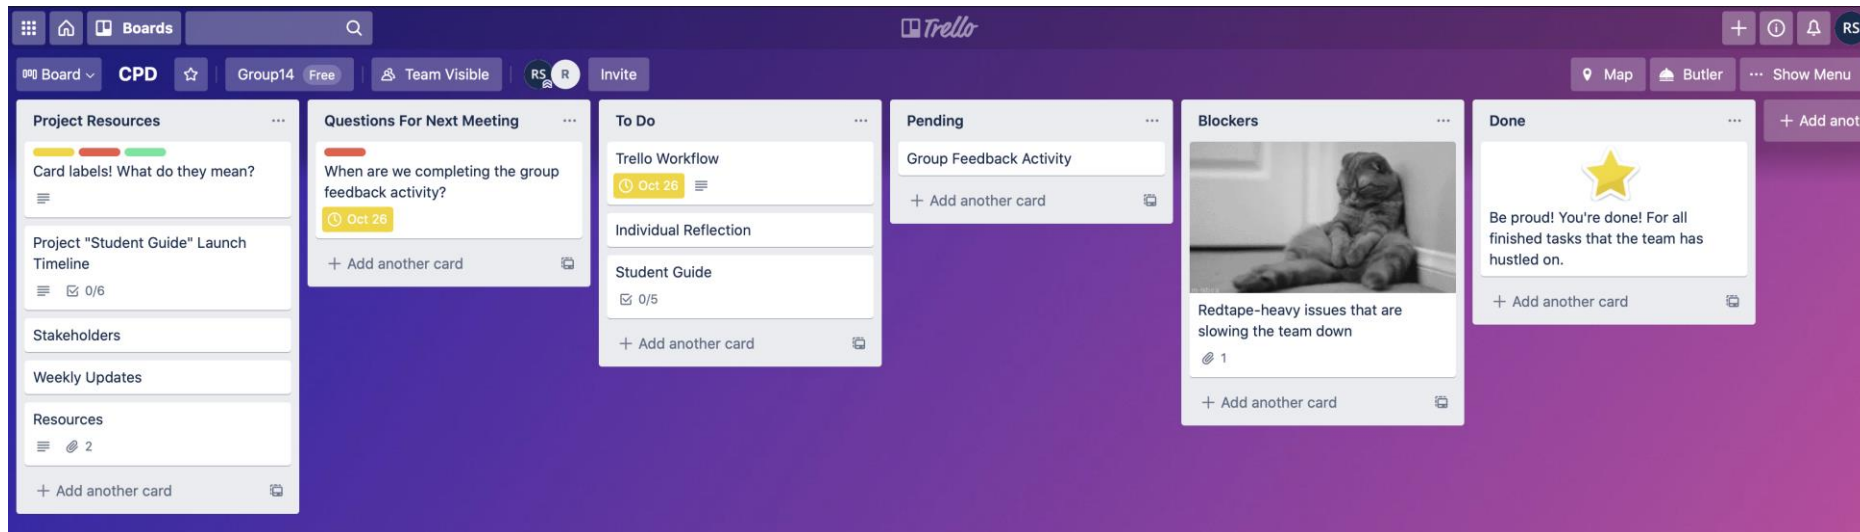 Boards
Trello
RS
Board
CPD
Group14 Free
Team Visible
RS
R
Invite
Map
Butler
... Show Menu
Project Resources
Card labels! What do they mean?
Project "Student Guide" Launch
Timeline
0/6
Stakeholders
Weekly Updates
Resources
2
+ Add another card
Questions For Next Meeting
When are we completing the group
feedback activity?
Oct 26
+ Add another card
To Do
Trello Workflow
Oct 26
Individual Reflection
Student Guide
0/5
+ Add another card
Pending
Group Feedback Activity
+ Add another card
Blockers
Redtape-heavy issues that are
slowing the team down
1
+ Add another card
Done
Be proud! You're done! For all
finished tasks that the team has
hustled on.
+ Add another card
+ Add anot